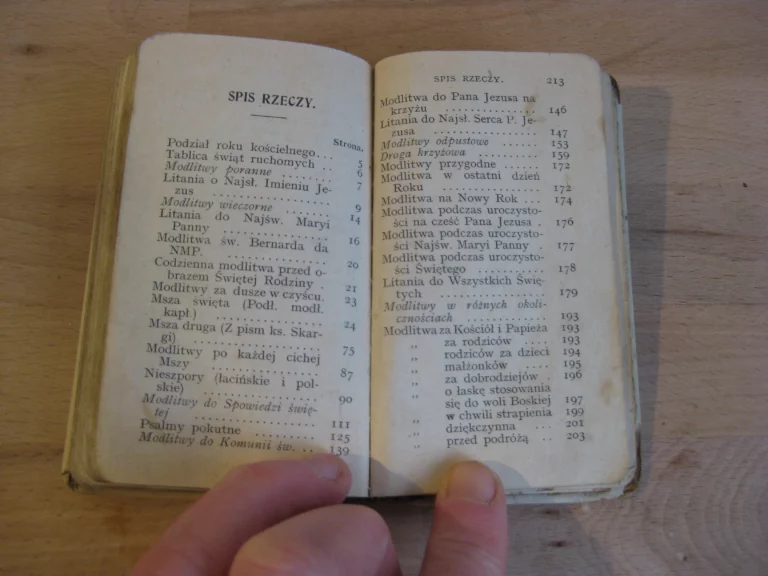 SPIS RZECZY.
Strona.
Podział roku kościelnego... 5
Tablica świąt ruchomych .. 6
Modlitwy poranne ........ 7
Litania o Najsł. Imieniu Je-
zus ................ 9
Modlitwy wieczorne ....... 14
Litania do Najśw. Maryi
Panny .............. 16
Modlitwa św. Bernarda da
NMP. .............. 20
Codzienna modlitwa przed o-
brazem Świętej Rodziny . 21
Modlitwy za dusze w czyścu. 23
Msza święta (Podł. modł.
kapł.) ............... 24
Msza druga (Z pism ks. Skar-
gi) ................. 75
Modlitwy po każdej cichej
Mszy ............... 87
Nieszpory (łacińskie i pol-
skie) ................ 90
Modlitwy do Spowiedzi świę-
tej ................. 111
Psalmy pokutne ......... 125
Modlitwy do Komunii św. .. 139
SPIS RZECZY. 213
Modlitwa do Pana Jezusa na
krzyżu .............. 146
Litania do Najsł. Serca P. Je-
zusa ................ 147
Modlitwy odpustowe ...... 153
Droga krzyżowa ......... 159
Modlitwy przygodne ...... 172
Modlitwa w ostatni dzień
Roku ............... 172
Modlitwa na Nowy Rok ... 174
Modlitwa podczas uroczysto-
ści na cześć Pana Jezusa . 176
Modlitwa podczas uroczysto-
ści Najśw. Maryi Panny . 177
Modlitwa podczas uroczysto-
ści Świętego .......... 178
Litania do Wszystkich Świę-
tych ................ 179
Modlitwy w różnych okoli-
cznościach ............ 193
Modlitwa za Kościół i Papieża 193
„ za rodziców .... 193
„ rodziców za dzieci 194
„ małżonków ... 195
„ za dobrodziejów . 196
„ o łaskę stosowania
się do woli Boskiej 197
„ w chwili strapienia 199
„ dziękczynna .. 201
„ przed podróżą .. 203